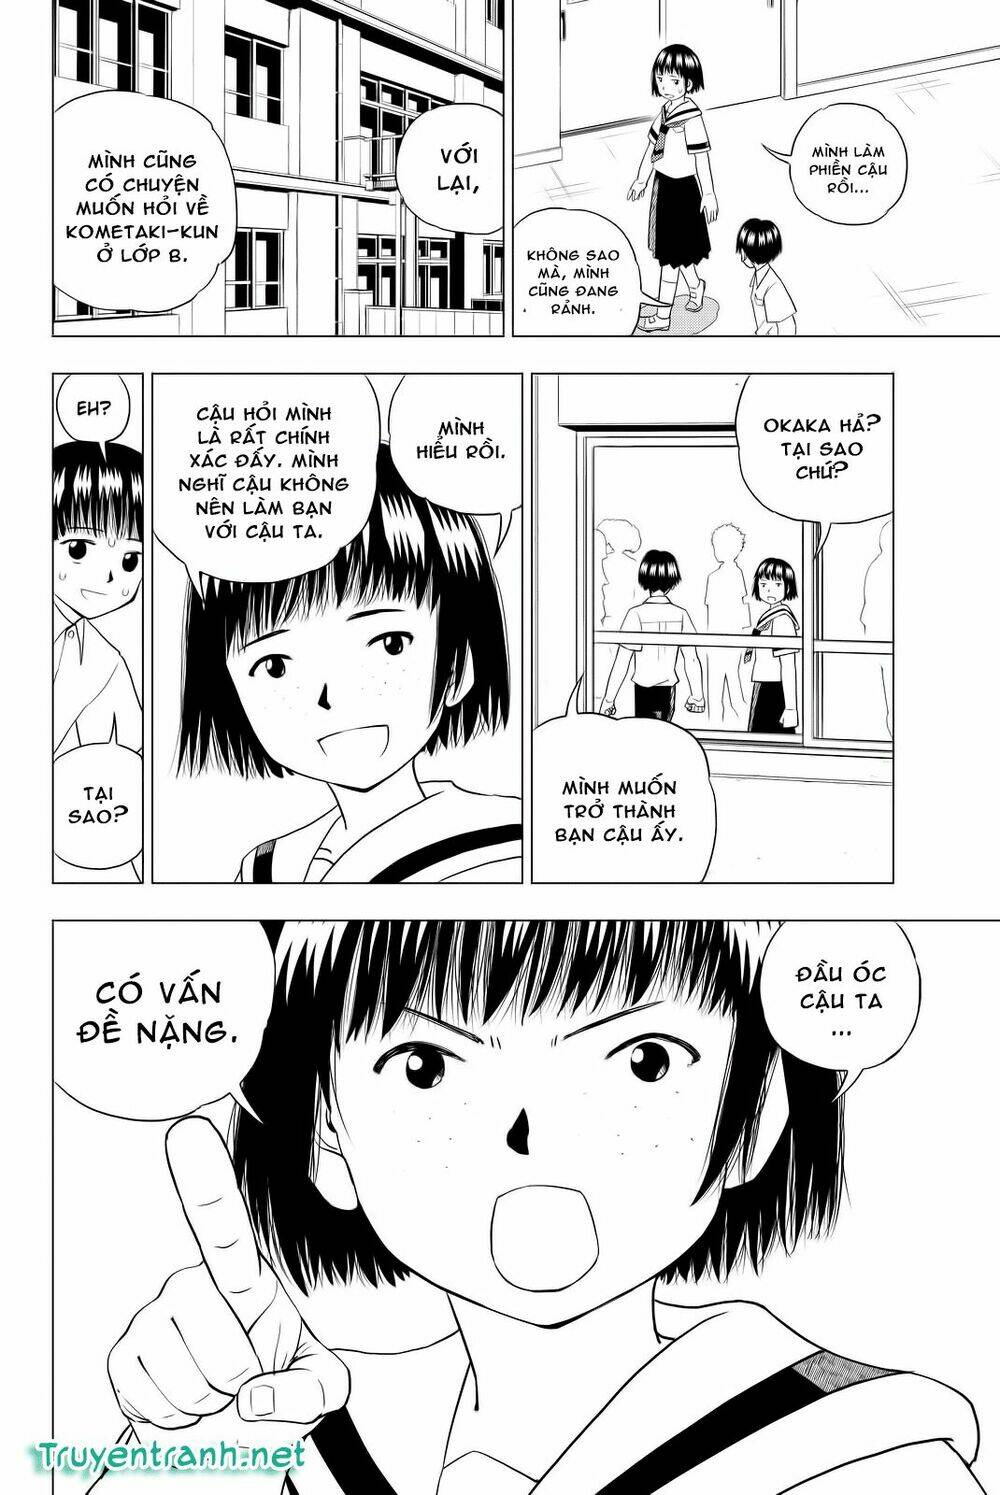 MÌNH LÀM
PHIỀN CẬU
RỒI...
KHÔNG SAO
MÀ, MÌNH
CŨNG ĐANG
RẢNH.
VỚI
LẠI,
MÌNH CŨNG
CÓ CHUYỆN
MUỐN HỎI VỀ
KOMETAKI-KUN
Ở LỚP B.
OKAKA HẢ?
TẠI SAO
CHỨ?
MÌNH MUỐN
TRỞ THÀNH
BẠN CẬU ẤY.
MÌNH
HIỂU RỒI.
CẬU HỎI MÌNH
LÀ RẤT CHÍNH
XÁC ĐẤY. MÌNH
NGHĨ CẬU KHÔNG
NÊN LÀM BẠN
VỚI CẬU TA.
EH?
TẠI
SAO?
ĐẦU ÓC
CẬU TA
...
CÓ VẤN
ĐỀ NẶNG.
Truyentranh.net